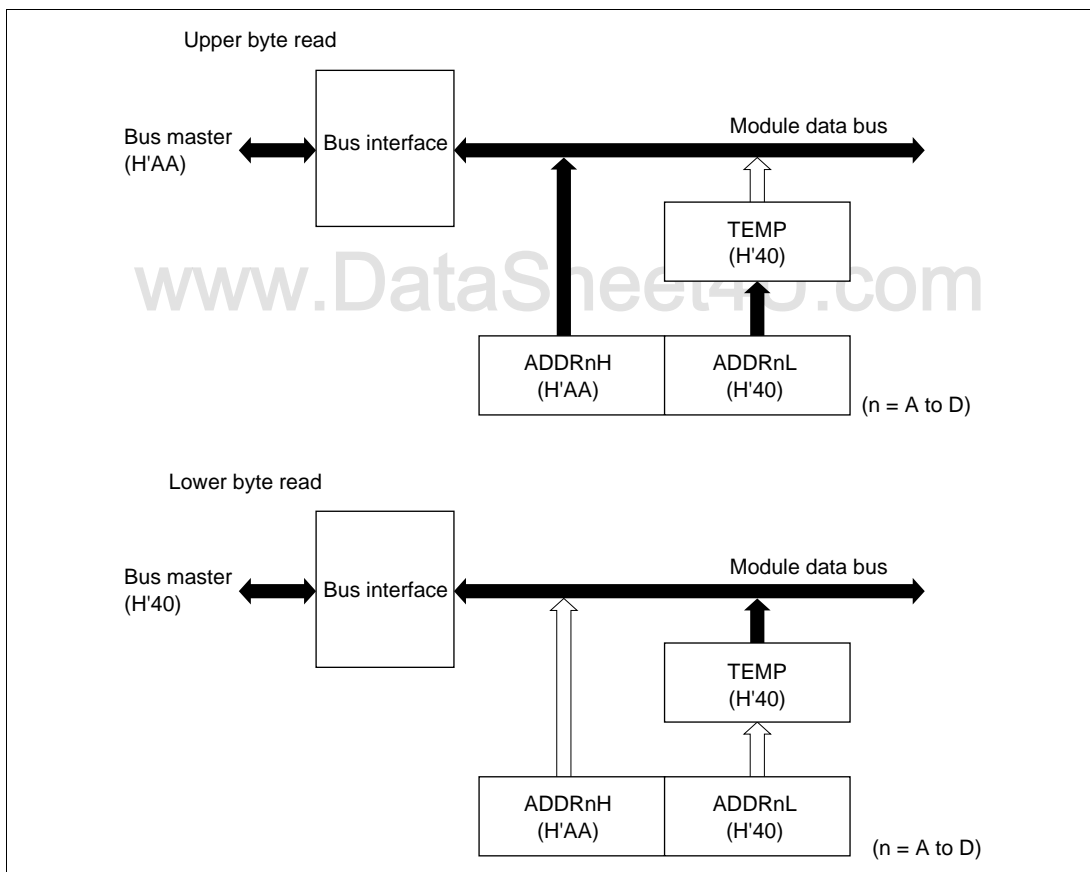 Upper byte read
Bus master
(H'AA)
Bus interface
Module data bus
TEMP
(H'40)
www.DataSheet4U.com
ADDRnH
(H'AA)
ADDRnL
(H'40)
(n = A to D)
Lower byte read
Bus master
(H'40)
Bus interface
Module data bus
TEMP
(H'40)
ADDRnH
(H'AA)
ADDRnL
(H'40)
(n = A to D)